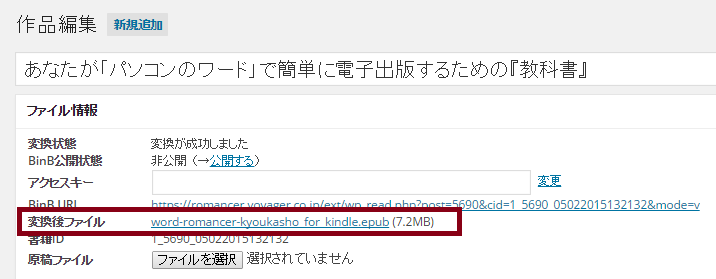 作品編集 新規追加
あなたが「パソコンのワード」で簡単に電子出版するための『教科書』
ファイル情報
変換状態 変換が成功しました
BinB公開状態 非公開 (→公開する)
アクセスキー 変更
BinB URL https://romancer.voyager.co.jp/ext/wp_read.php?post=5690&cid=1_5690_05022015132132&mode=v
変換後ファイル word-romancer-kyoukasho_for_kindle.epub (7.2MB)
書籍ID 1_5690_05022015132132
原稿ファイル ファイルを選択 選択されていません